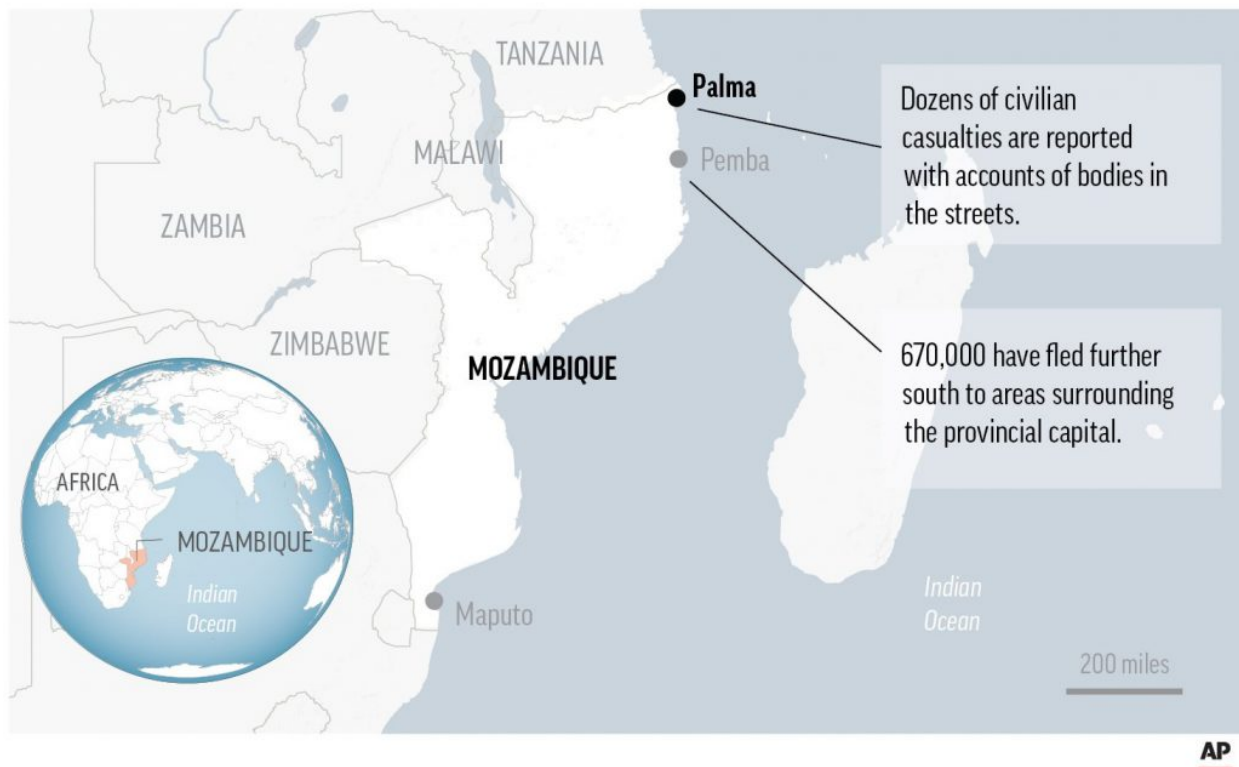 TANZANIA
Palma
Dozens of civilian
casualties are reported
with accounts of bodies in
the streets.
MALAWI
Pemba
ZAMBIA
ZIMBABWE
MOZAMBIQUE
670,000 have fled further
south to areas surrounding
the provincial capital.
AFRICA
MOZAMBIQUE
Indian
Ocean
Maputo
Indian
Ocean
200 miles
AP